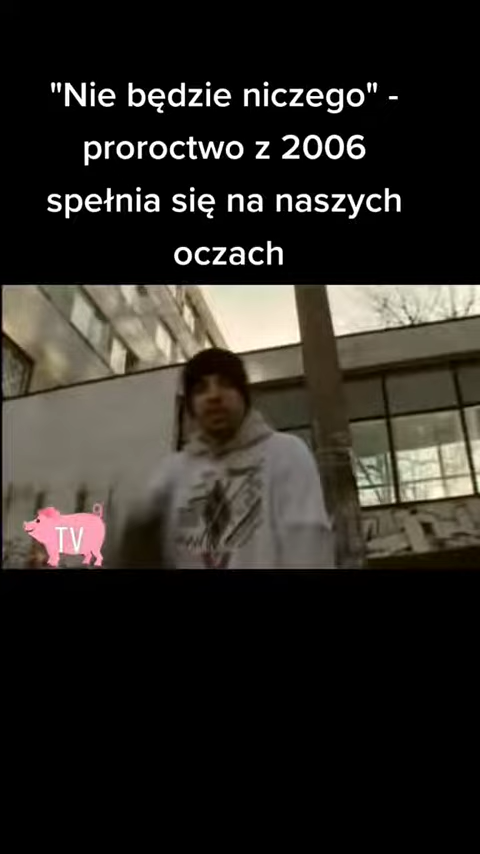 "Nie będzie niczego" -
proroctwo z 2006
spełnia się na naszych
oczach
TV